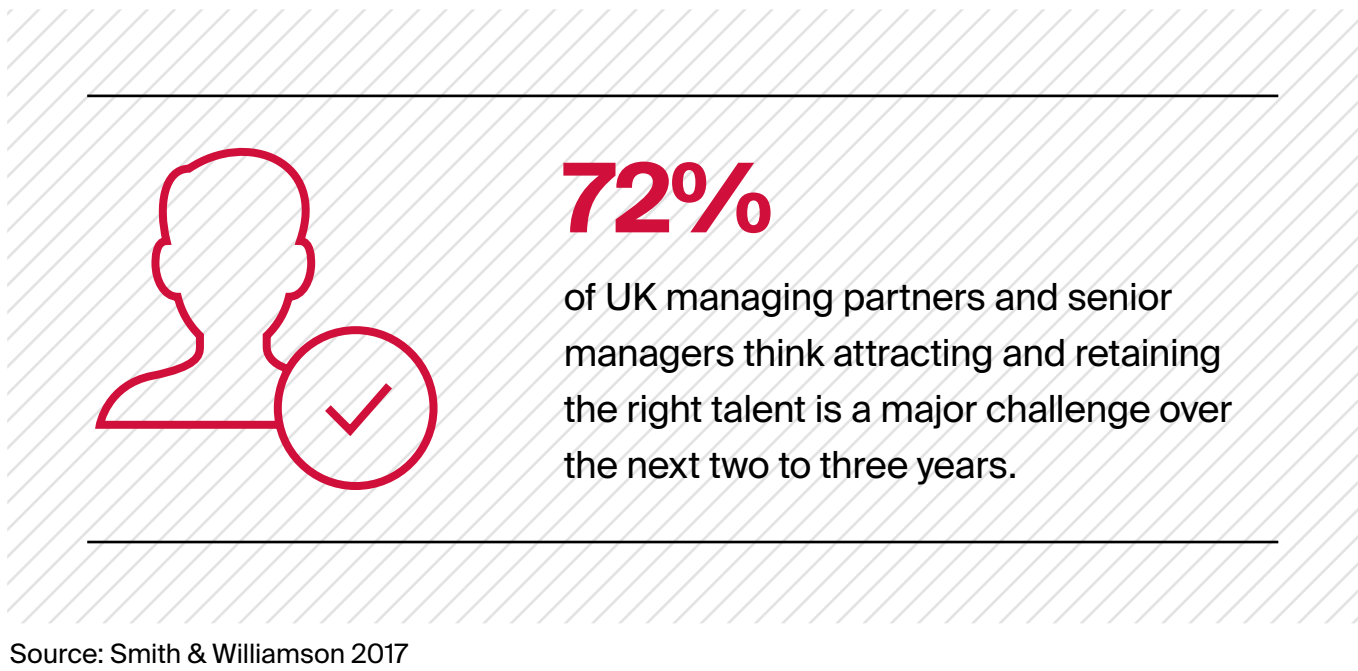 72%
of UK managing partners and senior
managers think attracting and retaining
the right talent is a major challenge over
the next two to three years.
Source: Smith & Williamson 2017